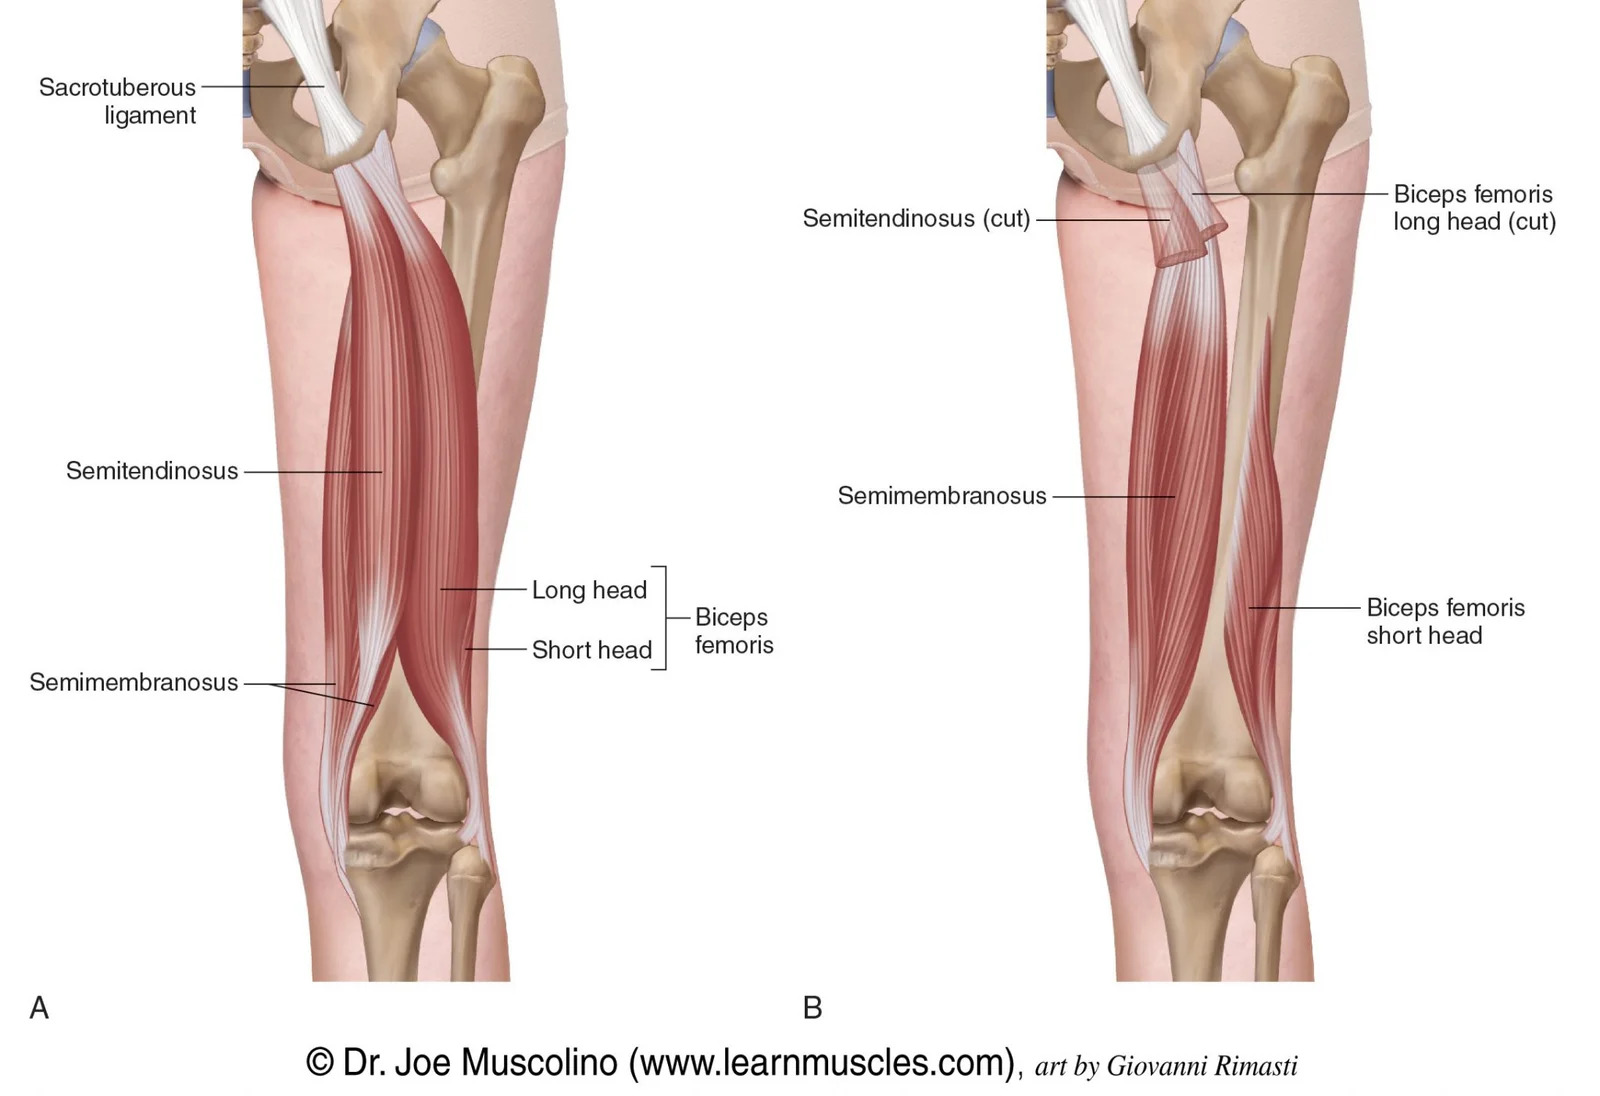 Sacrotuberous
ligament
Semitendinosus
Long head
Short head
Biceps
femoris
Semimembranosus
A
Semitendinosus (cut)
Biceps femoris
long head (cut)
Semimembranosus
Biceps femoris
short head
B
© Dr. Joe Muscolino (www.learnmuscles.com), art by Giovanni Rimasti